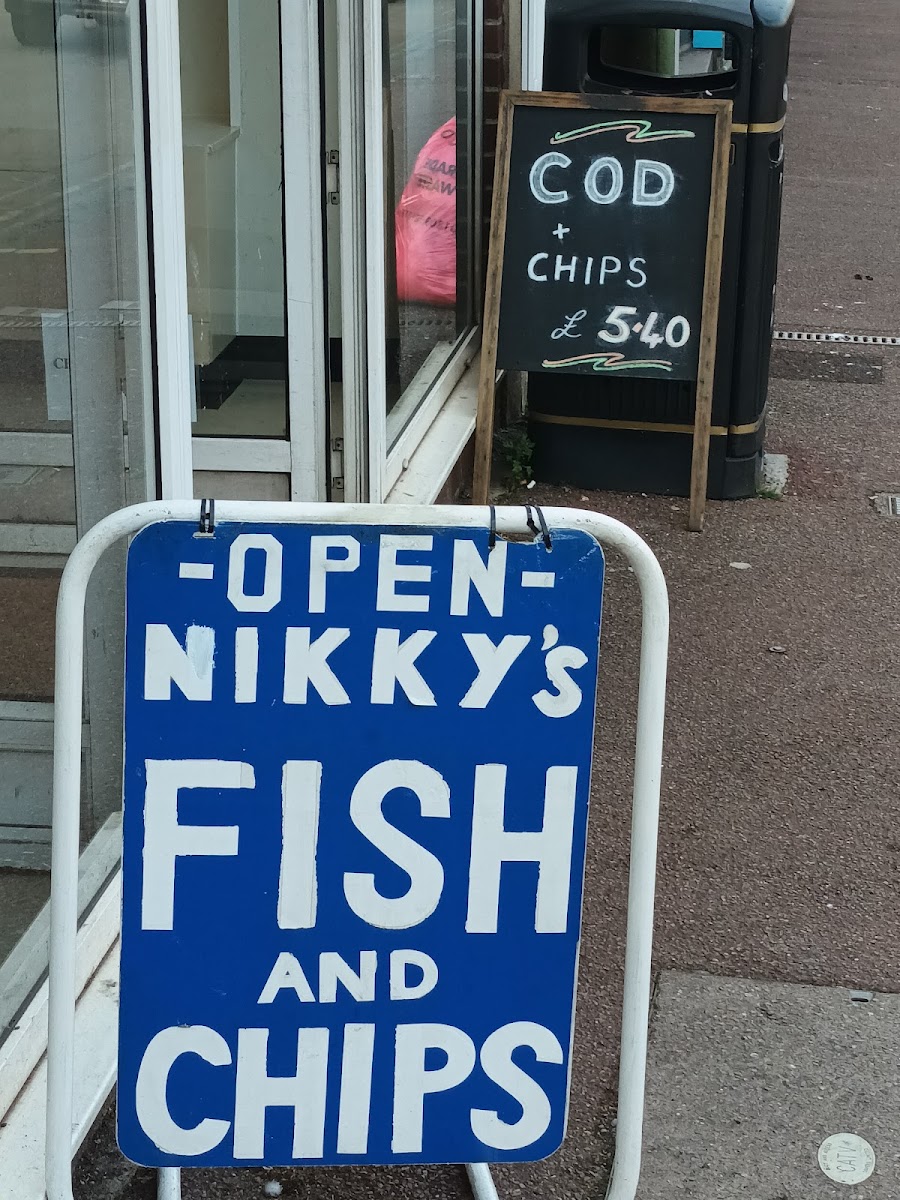 COD
+
CHIPS
£ 5.40
-OPEN-
NIKKY'S
FISH
AND
CHIPS